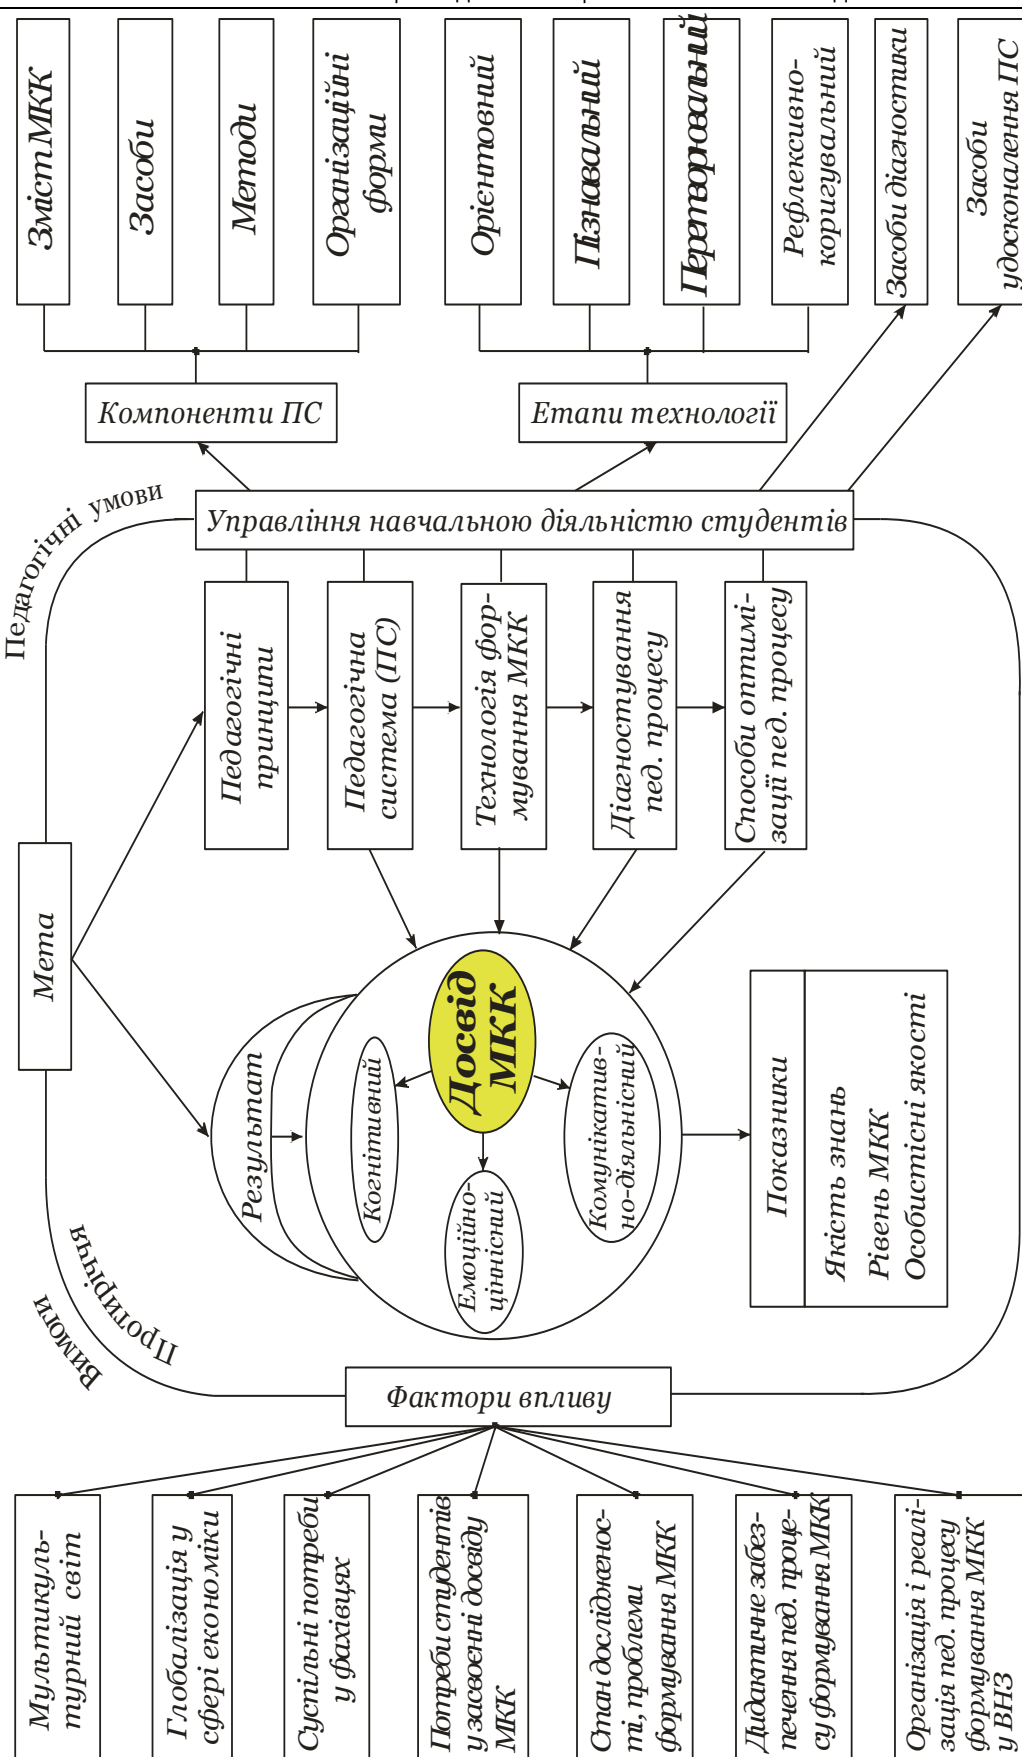 Зміст МКК
Засоби
Методи
Організаційні
форми
Орієнтовний
Пізнавальний
Перетворювальний
Рефлексивно-
коригувальний
Засоби діагностики
Засоби
удосконалення ПС
Компоненти ПС
Етапи технології
Педагогічні умови
Управління навчальною діяльністю студентів
Педагогічні
принципи
Педагогічна
система (ПС)
Технологія фор-
мування МКК
Діагностування
пед. процесу
Способи оптимі-
зації пед. процесу
Мета
Результат
Досвід
МКК
Когнітивний
Емоційно-
ціннісний
Комунікатив-
но-діяльнісний
Показники
Якість знань
Рівень МКК
Особистісні якості
Протиріччя
Вимоги
Фактори впливу
Мультикуль-
турний світ
Глобалізація у
сфері економіки
Суспільні потреби
у фахівцях
Потреби студентів
у засвоєнні досвіду
МКК
Стан дослідженос-
ті, проблеми
формування МКК
Дидактичне забез-
печення пед. проце-
су формування МКК
Організація і реалі-
зація пед. процесу
формування МКК
у ВНЗ